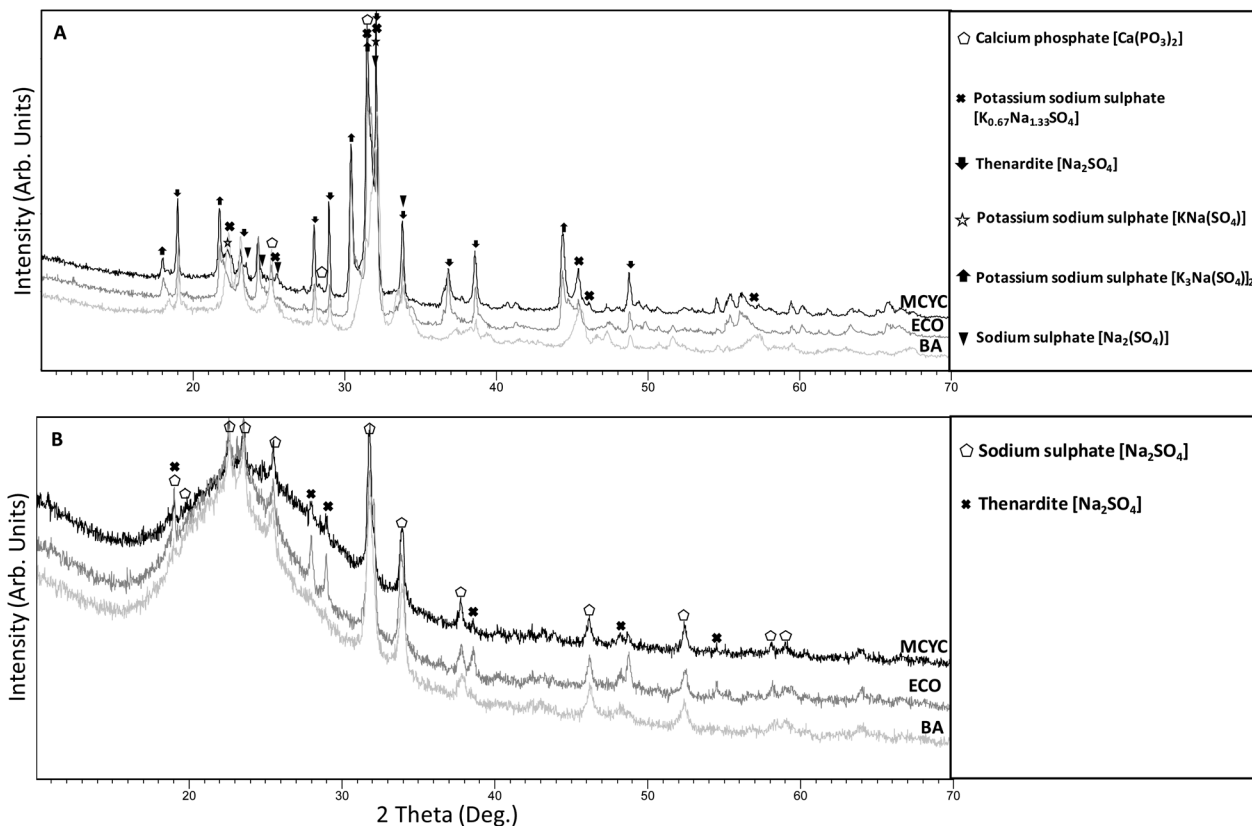 A
Intensity (Arb. Units)
MCYC
ECO
BA
20 30 40 50 60 70
Calcium phosphate [Ca(PO₃)₂]
Potassium sodium sulphate
[K₀.₆₇Na₁.₃₃SO₄]
Thenardite [Na₂SO₄]
Potassium sodium sulphate [KNa(SO₄)]
Potassium sodium sulphate [K₃Na(SO₄)]₂
Sodium sulphate [Na₂(SO₄)]
B
Intensity (Arb. Units)
MCYC
ECO
BA
20 30 40 50 60 70
2 Theta (Deg.)
Sodium sulphate [Na₂SO₄]
Thenardite [Na₂SO₄]